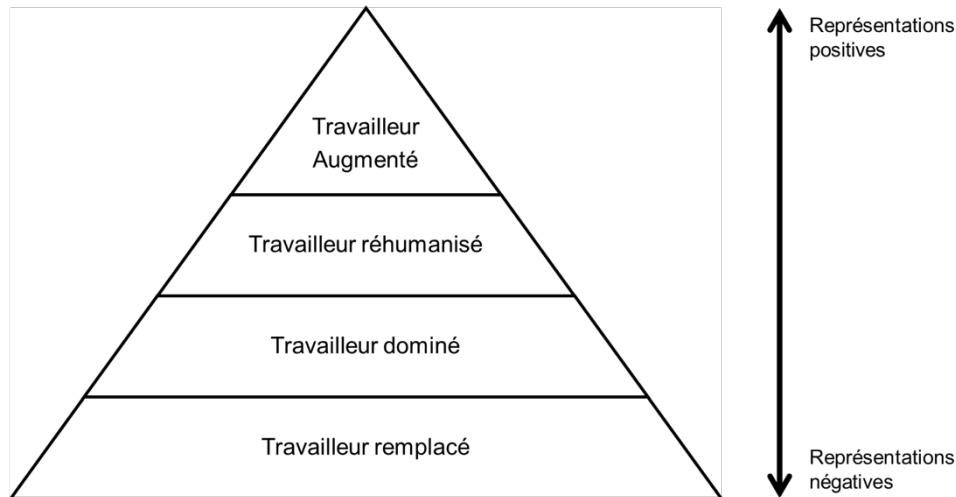 Représentations
positives
Travailleur
Augmenté
Travailleur réhumanisé
Travailleur dominé
Travailleur remplacé
Représentations
négatives